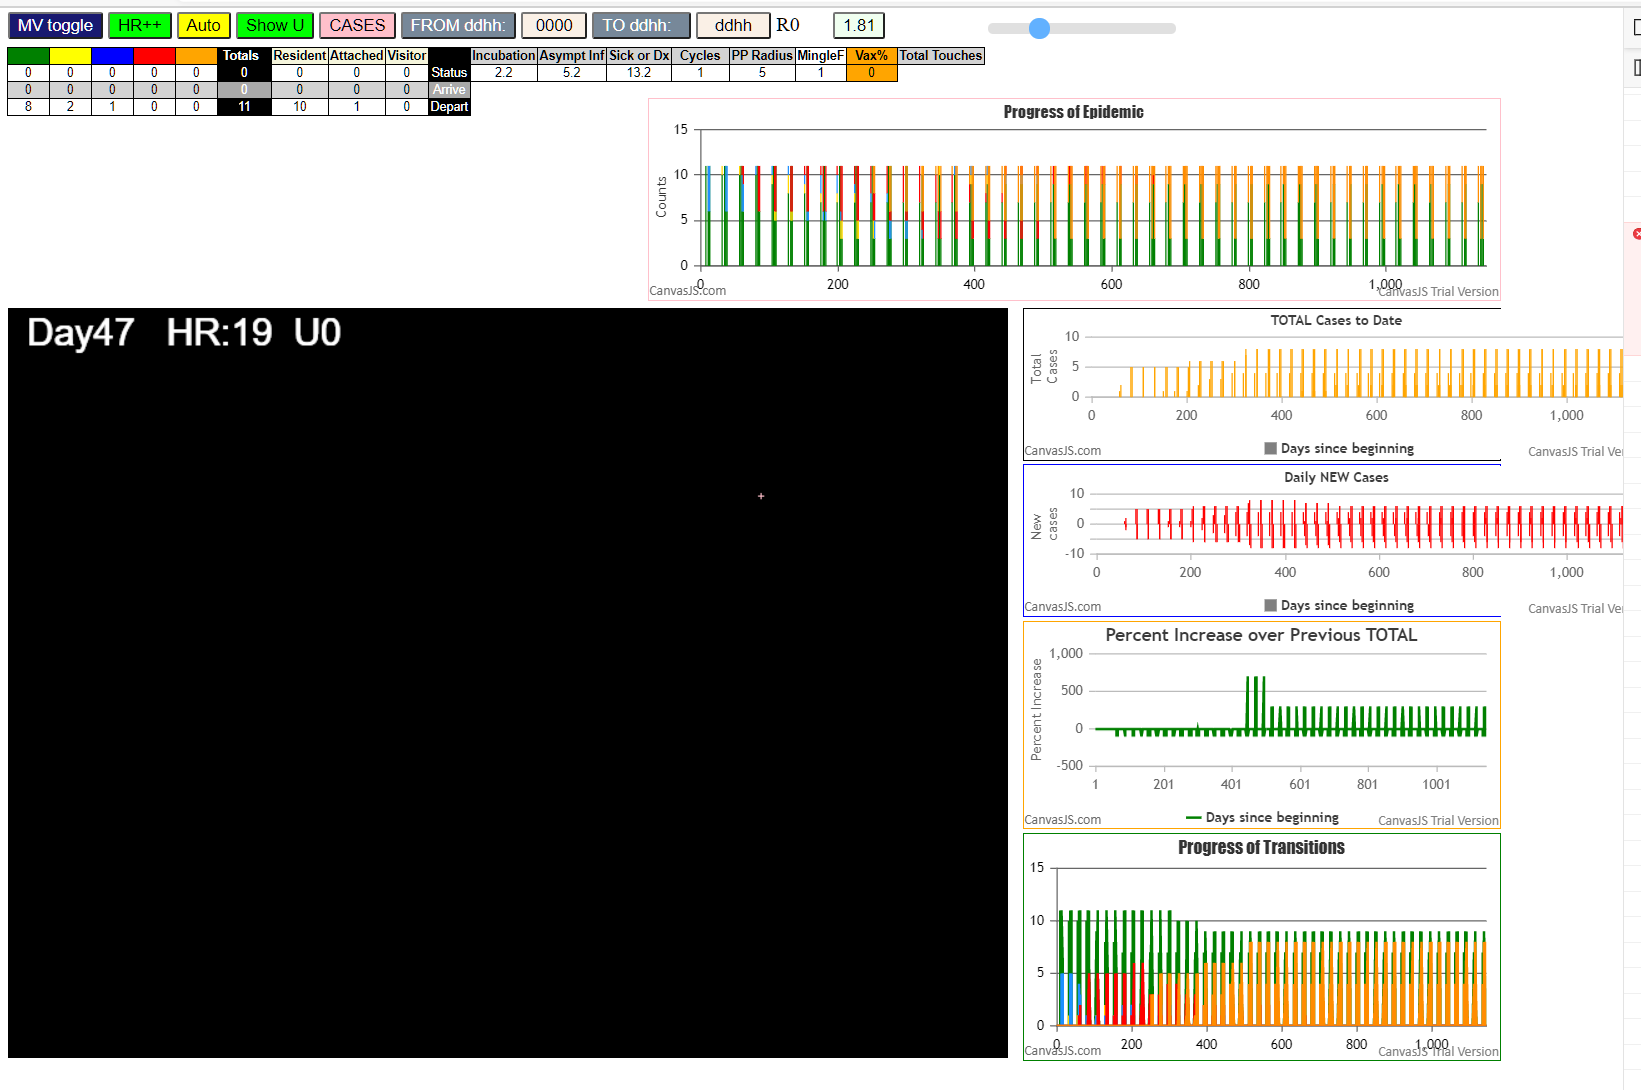 MV toggle HR++ Auto Show U CASES FROM ddhh: 0000 TO ddhh: ddhh R0 1.81
Totals Resident Attached Visitor Incubation Asympt Inf Sick or Dx Cycles PP Radius MingleF Vax% Total Touches
0 0 0 0 0 0 0 0 0 Status 2.2 5.2 13.2 1 5 1 0
0 0 0 0 0 0 0 0 0 Arrive
8 2 1 0 0 11 10 1 0 Depart
Progress of Epidemic
Counts
15
10
5
0
0 200 400 600 800 1,000
CanvasJS.com CanvasJS Trial Version
Day47 HR:19 U0
TOTAL Cases to Date
Total
Cases
10
5
0
0 200 400 600 800 1,000
Days since beginning
CanvasJS.com CanvasJS Trial Ve
Daily NEW Cases
New
cases
10
0
-10
0 200 400 600 800 1,000
Days since beginning
CanvasJS.com CanvasJS Trial Ve
Percent Increase over Previous TOTAL
Percent Increase
1,000
500
0
-500
1 201 401 601 801 1001
Days since beginning
CanvasJS.com CanvasJS Trial Version
Progress of Transitions
15
10
5
0
0 200 400 600 800 1,000
CanvasJS.com CanvasJS Trial Version